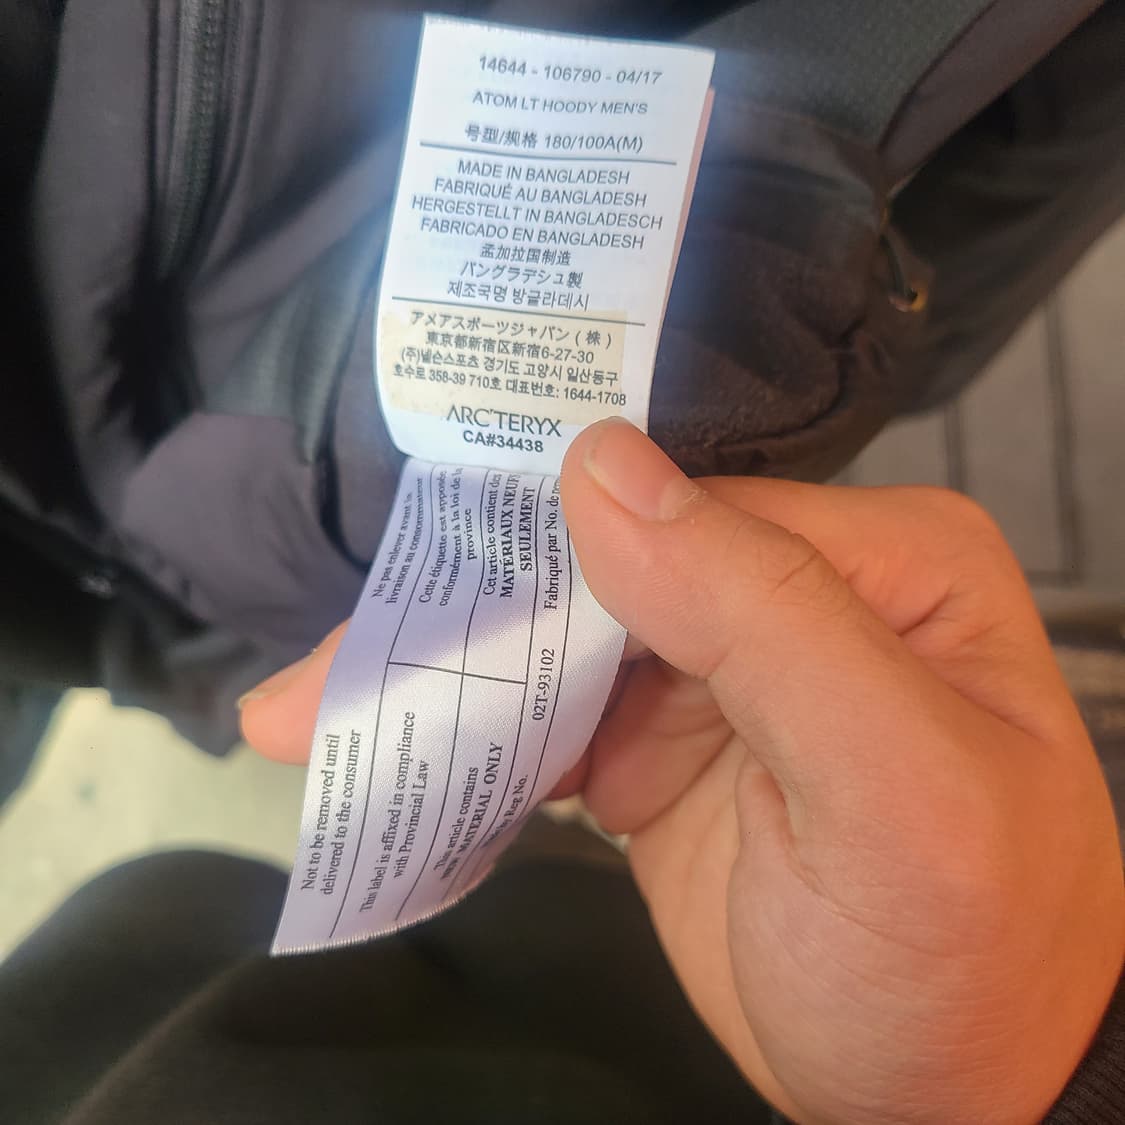 14644 - 106790 - 04/17
ATOM LT HOODY MEN'S
号型/规格 180/100A(M)
MADE IN BANGLADESH
FABRIQUÉ AU BANGLADESH
HERGESTELLT IN BANGLADESCH
FABRICADO EN BANGLADESH
孟加拉国制造
バングラデシュ製
제조국명 방글라데시
アメアスポーツジャパン(株)
東京都新宿区新宿6-27-30
(주)넬슨스포츠 경기도 고양시 일산동구
호수로 358-39 710호 대표번호: 1644-1708
ARC'TERYX
CA#34438
Ne pas enlever avant la
livraison au consommateur
Cette étiquette est apposée
conformément à la loi de la
province
Cet article contient des
MATÉRIAUX NEUFS
SEULEMENT
Fabriqué par No. de
02T-93102
Not to be removed until
delivered to the consumer
This label is affixed in compliance
with Provincial Law
This article contains
NEW MATERIAL ONLY
Made by Reg No.